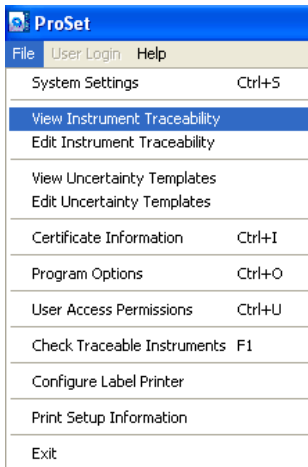 ProSet
File User Login Help
System Settings Ctrl+S
View Instrument Traceability
Edit Instrument Traceability
View Uncertainty Templates
Edit Uncertainty Templates
Certificate Information Ctrl+I
Program Options Ctrl+O
User Access Permissions Ctrl+U
Check Traceable Instruments F1
Configure Label Printer
Print Setup Information
Exit